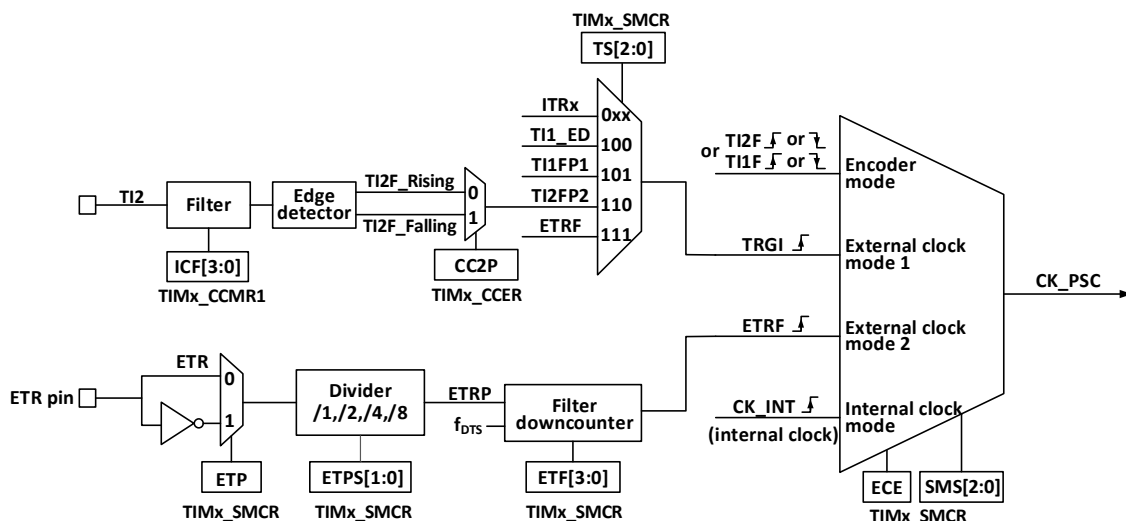 TIMx_SMCR
TS[2:0]
ITRx
0xx
TI1_ED
100
TI1FP1
101
TI2FP2
110
ETRF
111
TI2
Filter
Edge
detector
TI2F_Rising
TI2F_Falling
0
1
ICF[3:0]
TIMx_CCMR1
CC2P
TIMx_CCER
or TI2F or
TI1F or
Encoder
mode
TRGI
External clock
mode 1
CK_PSC
ETRF
External clock
mode 2
CK_INT
(internal clock)
Internal clock
mode
ECE
SMS[2:0]
TIMx_SMCR
ETR pin
ETR
0
1
Divider
/1,/2,/4,/8
ETRP
fDTS
Filter
downcounter
ETP
TIMx_SMCR
ETPS[1:0]
TIMx_SMCR
ETF[3:0]
TIMx_SMCR